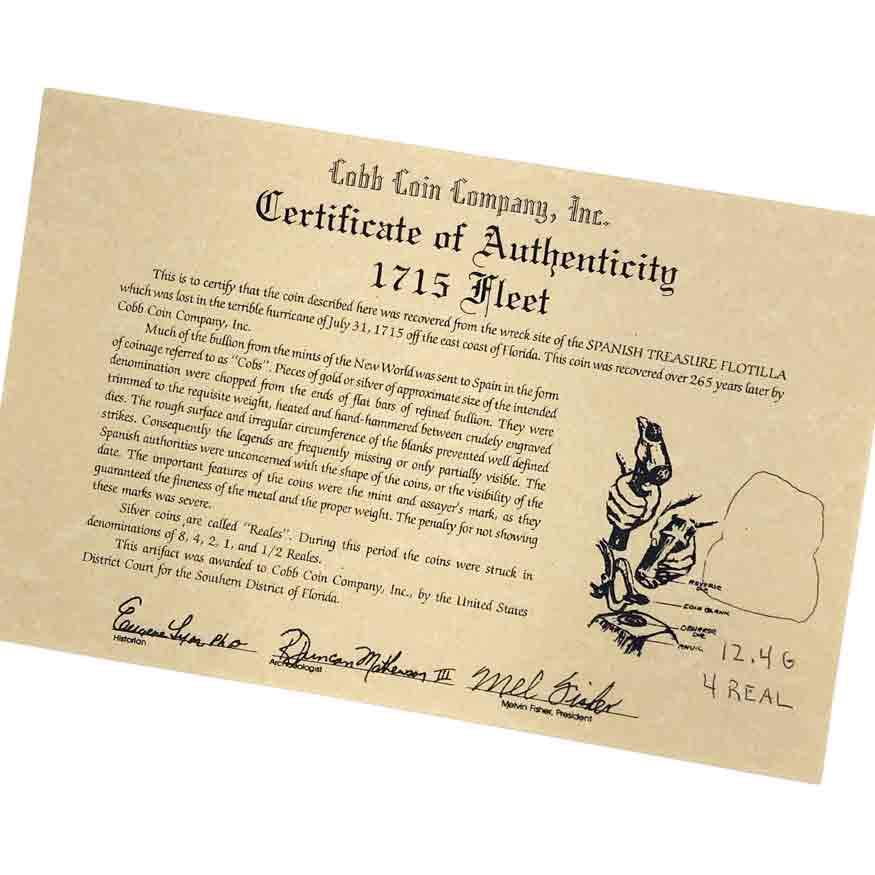 Cobb Coin Company, Inc.
Certificate of Authenticity
1715 Fleet
This is to certify that the coin described here was recovered from the wreck site of the SPANISH TREASURE FLOTILLA
which was lost in the terrible hurricane of July 31, 1715 off the east coast of Florida. This coin was recovered over 265 years later by
Cobb Coin Company, Inc.
Much of the bullion from the mints of the New World was sent to Spain in the form
of coinage referred to as "Cobs". Pieces of gold or silver of approximate size of the intended
denomination were chopped from the ends of flat bars of refined bullion. They were
trimmed to the requisite weight, heated and hand-hammered between crudely engraved
dies. The rough surface and irregular circumference of the blanks prevented well defined
strikes. Consequently the legends are frequently missing or only partially visible. The
Spanish authorities were unconcerned with the shape of the coins, or the visibility of the
date. The important features of the coins were the mint and assayer's mark, as they
guaranteed the fineness of the metal and the proper weight. The penalty for not showing
these marks was severe.
Silver coins are called "Reales". During this period the coins were struck in
denominations of 8, 4, 2, 1, and 1/2 Reales.
This artifact was awarded to Cobb Coin Company, Inc., by the United States
District Court for the Southern District of Florida.
REVERSE DIE
COIN BLANK
OBVERSE DIE
ANVIL
12.4 G
4 REAL
Eugene Lyon PhD
Historian
R. Duncan Mathewson III
Archaeologist
Mel Fisher
Melvin Fisher, President